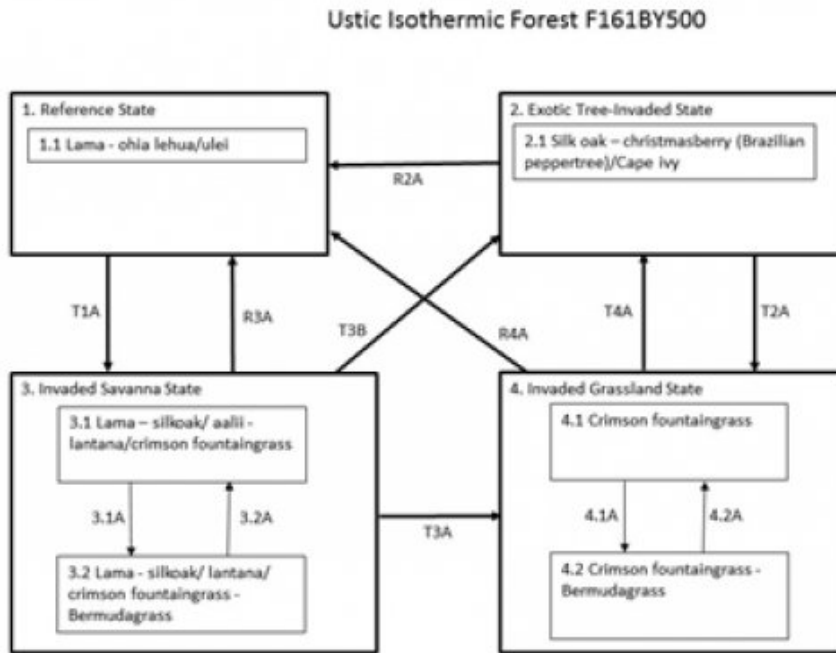 Ustic Isothermic Forest F161BY500
1. Reference State
1.1 Lama - ohia lehua/ulei
2. Exotic Tree-Invaded State
2.1 Silk oak – christmasberry (Brazilian
peppertree)/Cape ivy
R2A
T1A
R3A
T3B
R4A
T4A
T2A
3. Invaded Savanna State
3.1 Lama – silkoak/ aalii -
lantana/crimson fountaingrass
3.1A
3.2A
3.2 Lama - silkoak/ lantana/
crimson fountaingrass -
Bermudagrass
T3A
4. Invaded Grassland State
4.1 Crimson fountaingrass
4.1A
4.2A
4.2 Crimson fountaingrass -
Bermudagrass